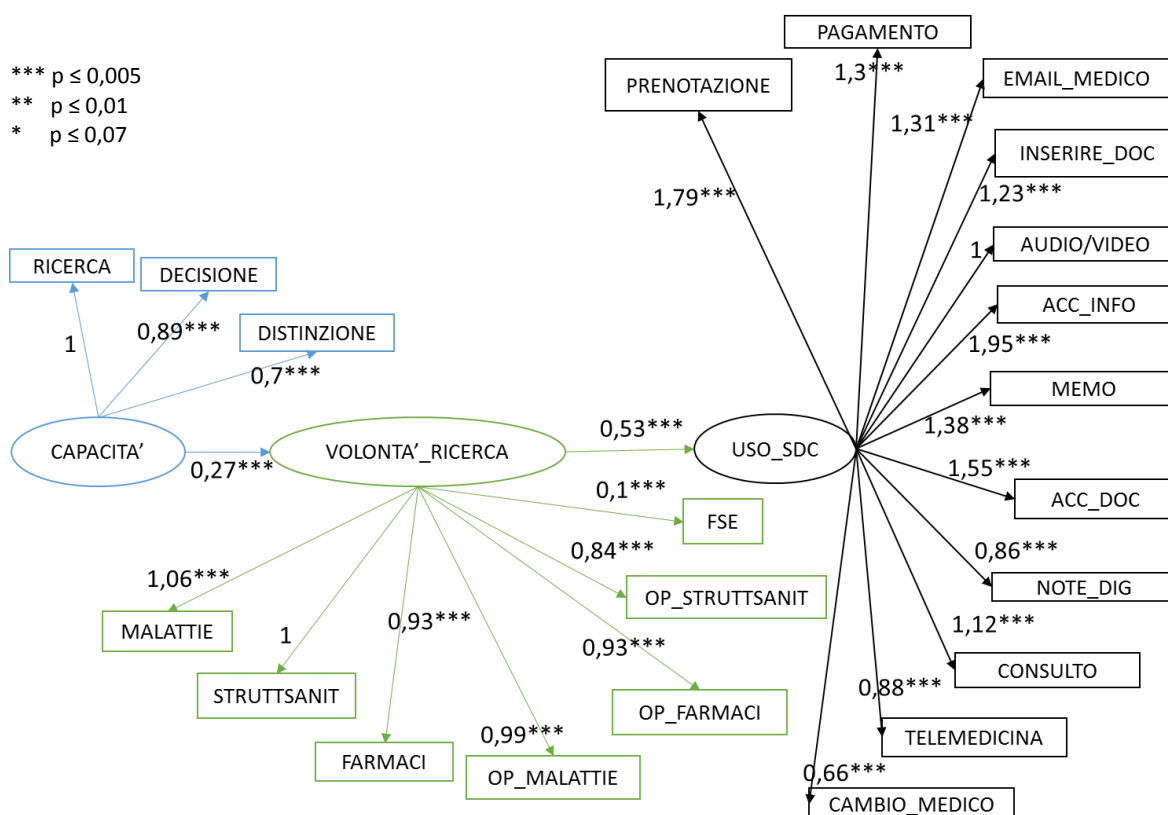 PAGAMENTO
*** p ≤ 0,005
** p ≤ 0,01
* p ≤ 0,07
PRENOTAZIONE
1,3***
EMAIL_MEDICO
1,31***
INSERIRE_DOC
1,79***
1,23***
AUDIO/VIDEO
1
RICERCA
DECISIONE
ACC_INFO
DISTINZIONE
0,89***
1
1,95***
0,7***
MEMO
1,38***
CAPACITA'
0,27***
VOLONTA'_RICERCA
0,53***
USO_SDC
1,55***
ACC_DOC
0,1***
FSE
0,84***
0,86***
NOTE_DIG
1,06***
OP_STRUTTSANIT
MALATTIE
1
0,93***
0,93***
1,12***
CONSULTO
STRUTTSANIT
0,88***
OP_FARMACI
0,99***
FARMACI
OP_MALATTIE
TELEMEDICINA
0,66***
CAMBIO_MEDICO